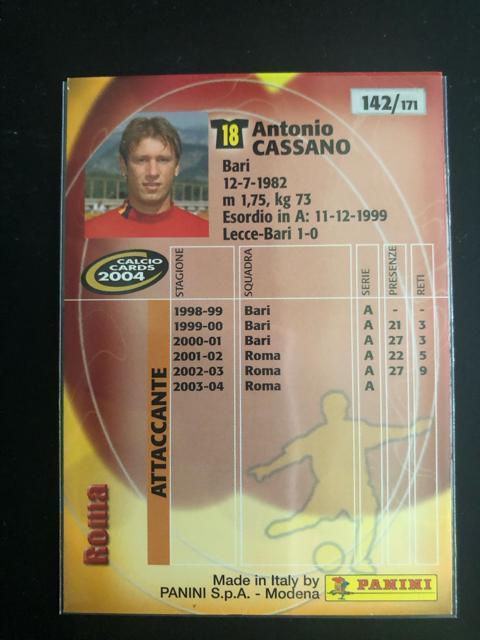 142/171
18 Antonio
CASSANO
Bari
12-7-1982
m 1,75, kg 73
Esordio in A: 11-12-1999
Lecce-Bari 1-0
CALCIO
CARDS
2004
STAGIONE SQUADRA SERIE PRESENZE RETI
1998-99 Bari A - -
1999-00 Bari A 21 3
2000-01 Bari A 27 3
2001-02 Roma A 22 5
2002-03 Roma A 27 9
2003-04 Roma A
ATTACCANTE
Roma
Made in Italy by
PANINI S.p.A. - Modena
PANINI